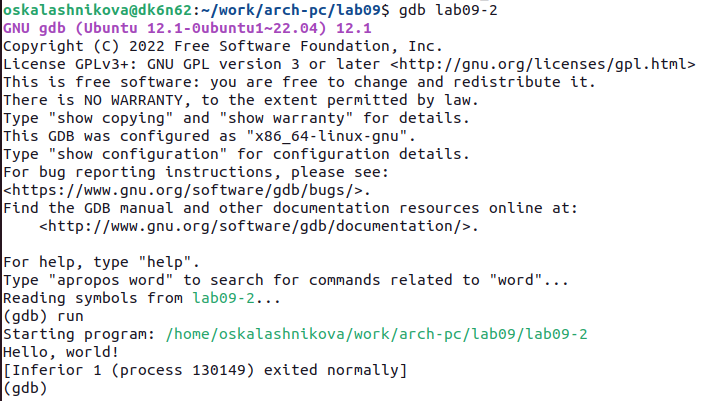 oskalashnikova@dk6n62:~/work/arch-pc/lab09$ gdb lab09-2
GNU gdb (Ubuntu 12.1-0ubuntu1~22.04) 12.1
Copyright (C) 2022 Free Software Foundation, Inc.
License GPLv3+: GNU GPL version 3 or later <http://gnu.org/licenses/gpl.html>
This is free software: you are free to change and redistribute it.
There is NO WARRANTY, to the extent permitted by law.
Type "show copying" and "show warranty" for details.
This GDB was configured as "x86_64-linux-gnu".
Type "show configuration" for configuration details.
For bug reporting instructions, please see:
<https://www.gnu.org/software/gdb/bugs/>.
Find the GDB manual and other documentation resources online at:
    <http://www.gnu.org/software/gdb/documentation/>.

For help, type "help".
Type "apropos word" to search for commands related to "word"...
Reading symbols from lab09-2...
(gdb) run
Starting program: /home/oskalashnikova/work/arch-pc/lab09/lab09-2
Hello, world!
[Inferior 1 (process 130149) exited normally]
(gdb)